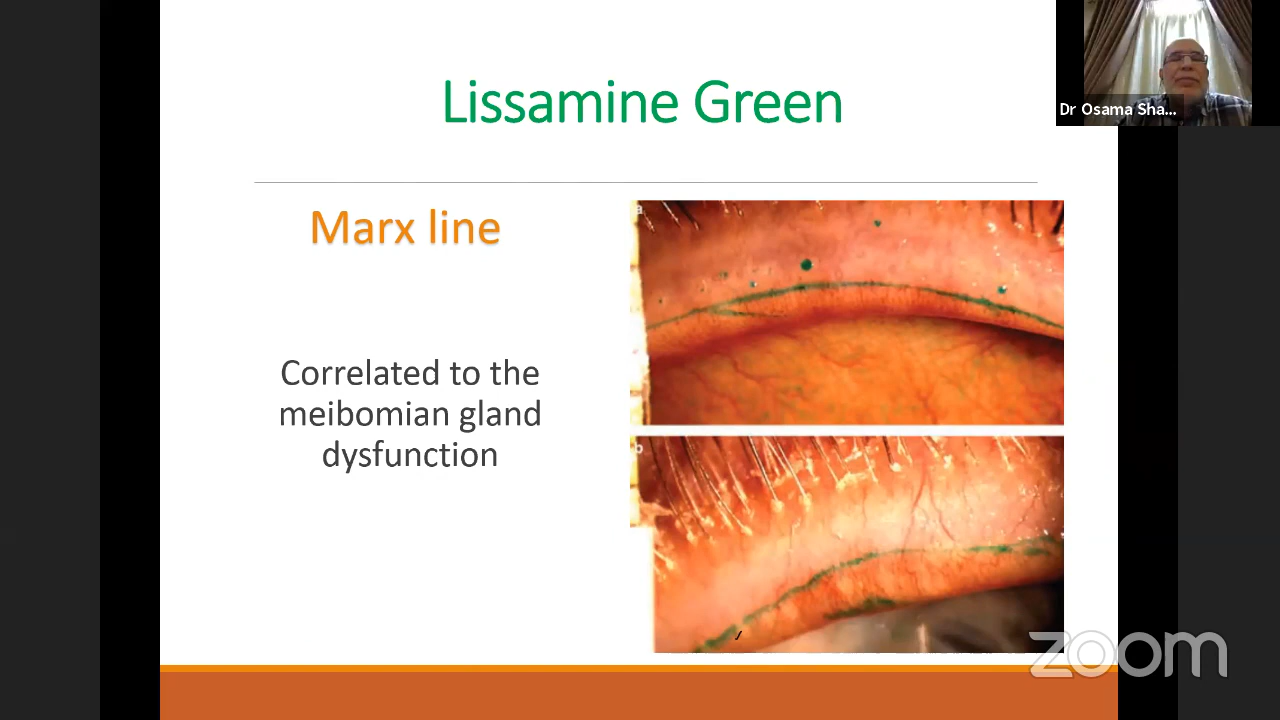 Lissamine Green
Dr Osama Sha...
Marx line
a
Correlated to the
meibomian gland
dysfunction
b
zoom